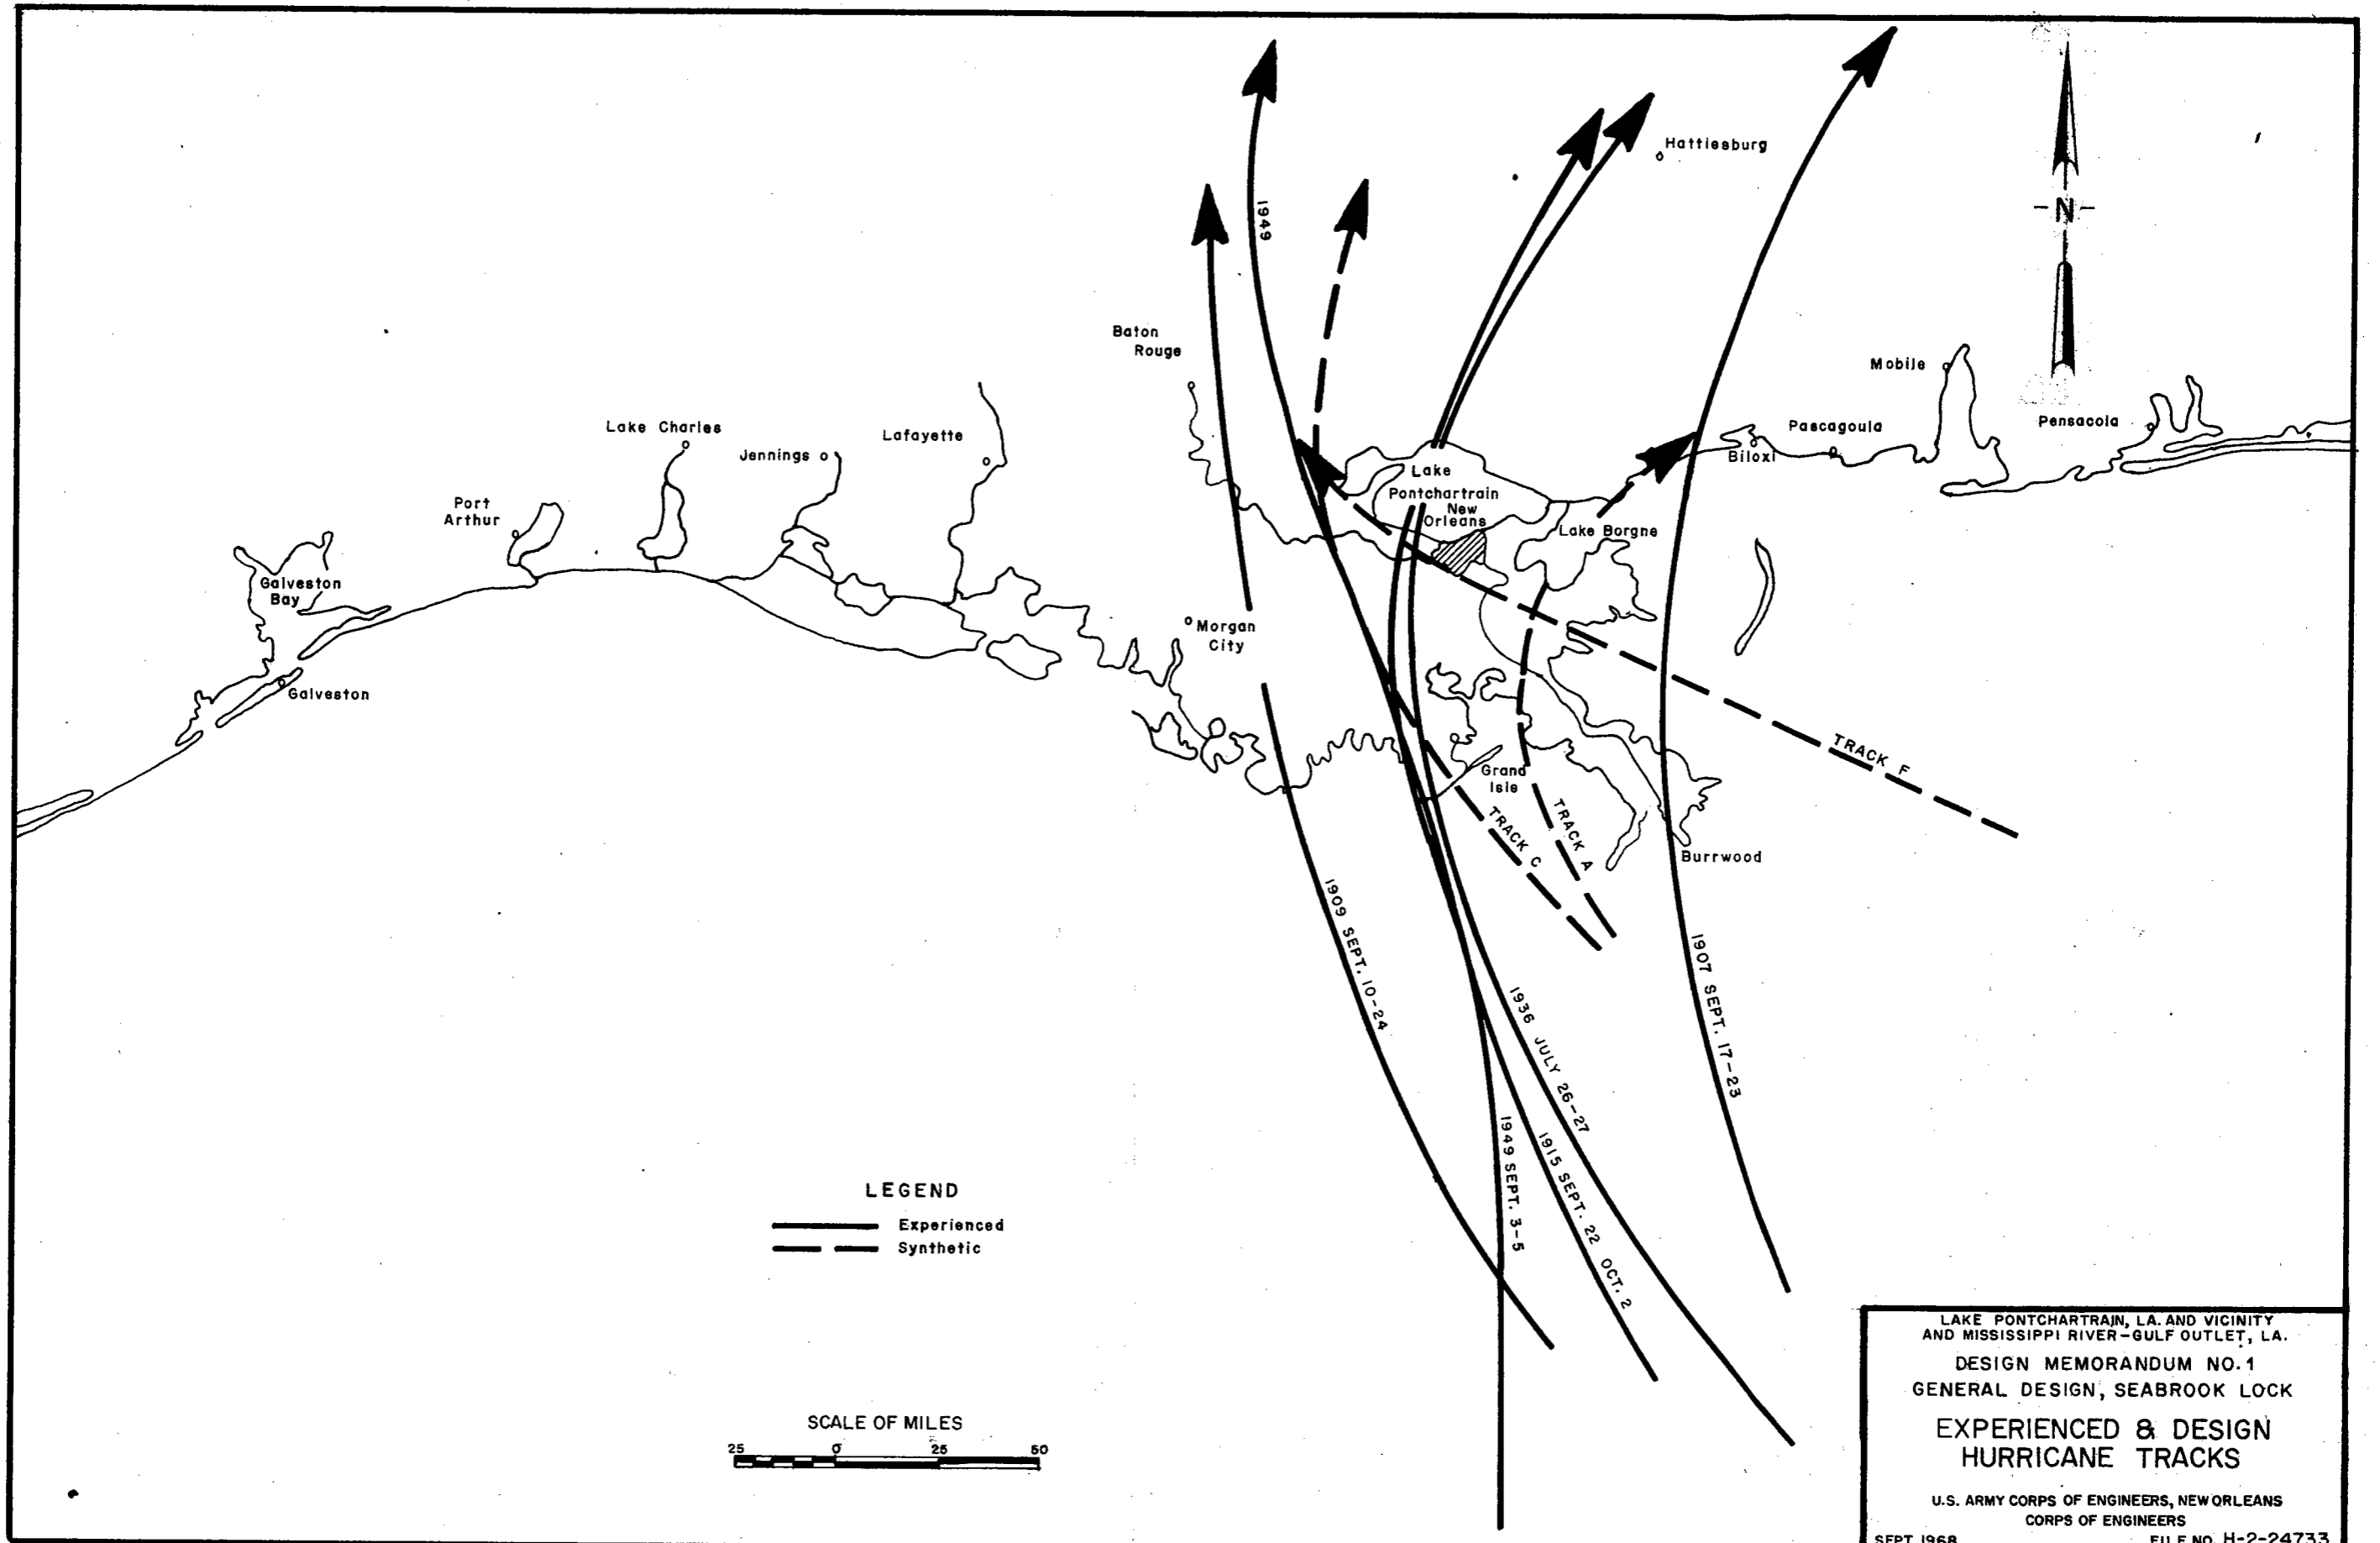 Hattiesburg
-N-
1949
Baton
Rouge
Mobile
Pensacola
Pascagoula
Biloxi
Lake Charles
Lafayette
Jennings
Lake
Pontchartrain
New
Orleans
Lake Borgne
Port
Arthur
Galveston
Bay
Morgan
City
Galveston
Grand
Isle
TRACK F
TRACK C
TRACK A
Burrwood
1909 SEPT. 10-24
1936 JULY 26-27
1907 SEPT. 17-23
1949 SEPT. 3-5
1915 SEPT. 22 OCT. 2
LEGEND
Experienced
Synthetic
SCALE OF MILES
25 0 25 50
LAKE PONTCHARTRAIN, LA. AND VICINITY
AND MISSISSIPPI RIVER-GULF OUTLET, LA.
DESIGN MEMORANDUM NO. 1
GENERAL DESIGN, SEABROOK LOCK
EXPERIENCED & DESIGN
HURRICANE TRACKS
U.S. ARMY CORPS OF ENGINEERS, NEW ORLEANS
CORPS OF ENGINEERS
SEPT. 1968 FILE NO. H-2-24733